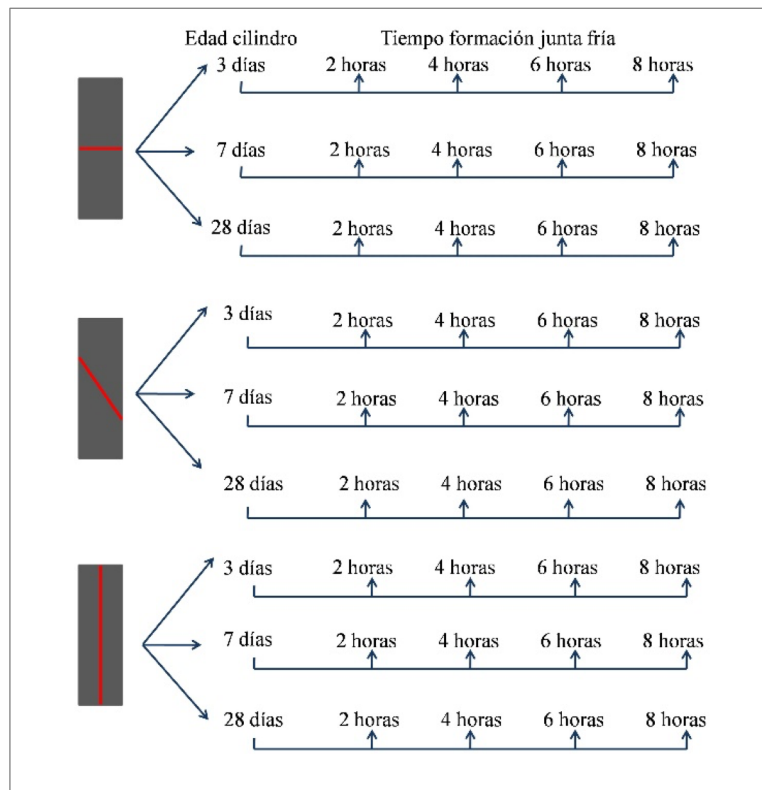 Edad cilindro Tiempo formación junta fría
3 días 2 horas 4 horas 6 horas 8 horas
7 días 2 horas 4 horas 6 horas 8 horas
28 días 2 horas 4 horas 6 horas 8 horas
3 días 2 horas 4 horas 6 horas 8 horas
7 días 2 horas 4 horas 6 horas 8 horas
28 días 2 horas 4 horas 6 horas 8 horas
3 días 2 horas 4 horas 6 horas 8 horas
7 días 2 horas 4 horas 6 horas 8 horas
28 días 2 horas 4 horas 6 horas 8 horas